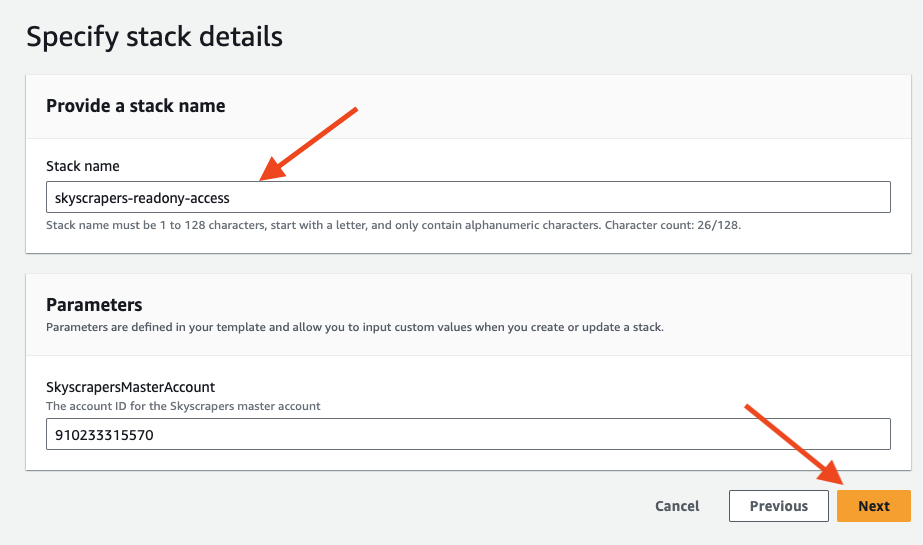 Specify stack details
Provide a stack name
Stack name
skyscrapers-readony-access
Stack name must be 1 to 128 characters, start with a letter, and only contain alphanumeric characters. Character count: 26/128.
Parameters
Parameters are defined in your template and allow you to input custom values when you create or update a stack.
SkyscrapersMasterAccount
The account ID for the Skyscrapers master account
910233315570
Cancel Previous Next